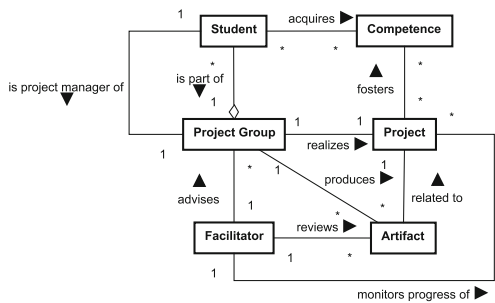 1 acquires
Student Competence
* * * *
is part of
is project manager of fosters
1 * *
Project Group 1 1 Project
realizes
1 * 1 1
produces
advises related to
1 * *
Facilitator reviews Artifact
1 1 *
monitors progress of